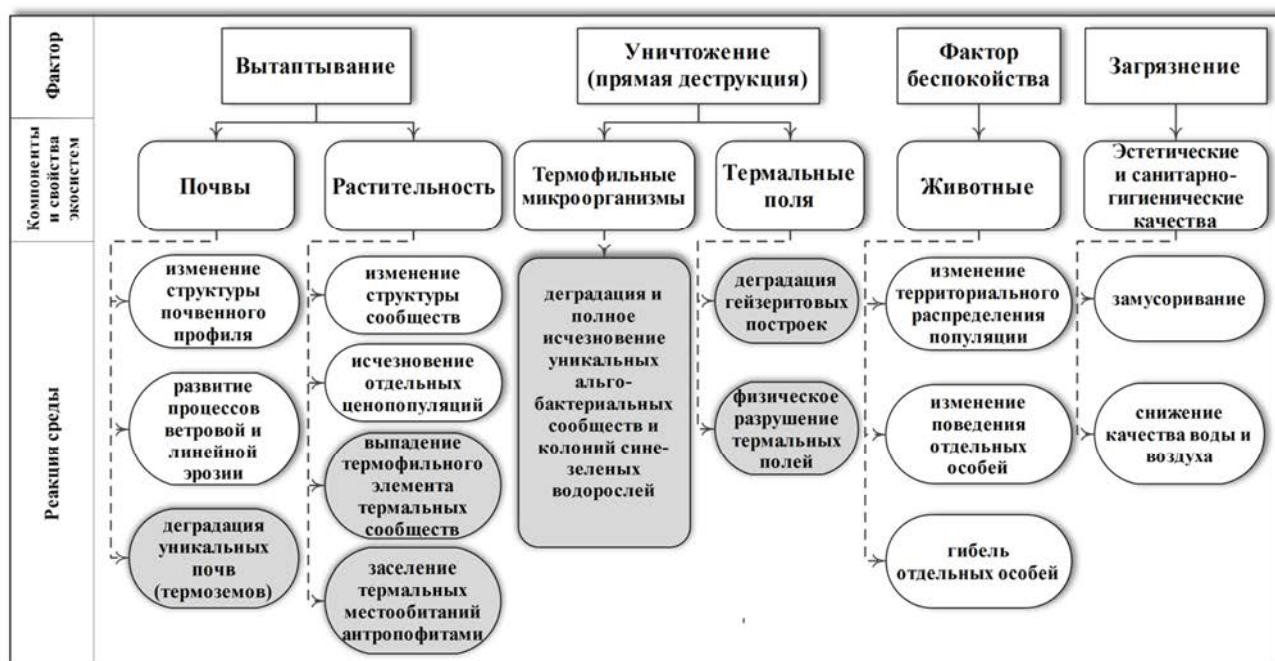 Фактор
Вытаптывание
Уничтожение
(прямая деструкция)
Фактор
беспокойства
Загрязнение
Компоненты
и свойства
экосистем
Почвы
Растительность
Термофильные
микроорганизмы
Термальные
поля
Животные
Эстетические
и санитарно-
гигиенические
качества
Реакция среды
изменение
структуры
почвенного
профиля
развитие
процессов
ветровой и
линейной
эрозии
деградация
уникальных
почв
(термоземов)
изменение
структуры
сообществ
исчезновение
отдельных
ценопопуляций
выпадение
термофильного
элемента
термальных
сообществ
заселение
термальных
местообитаний
антропофитами
деградация и
полное
исчезновение
уникальных
альго-
бактериальных
сообществ и
колоний сине-
зеленых
водорослей
деградация
гейзеритовых
построек
физическое
разрушение
термальных
полей
изменение
территориального
распределения
популяции
изменение
поведения
отдельных
особей
гибель
отдельных особей
замусоривание
снижение
качества воды и
воздуха